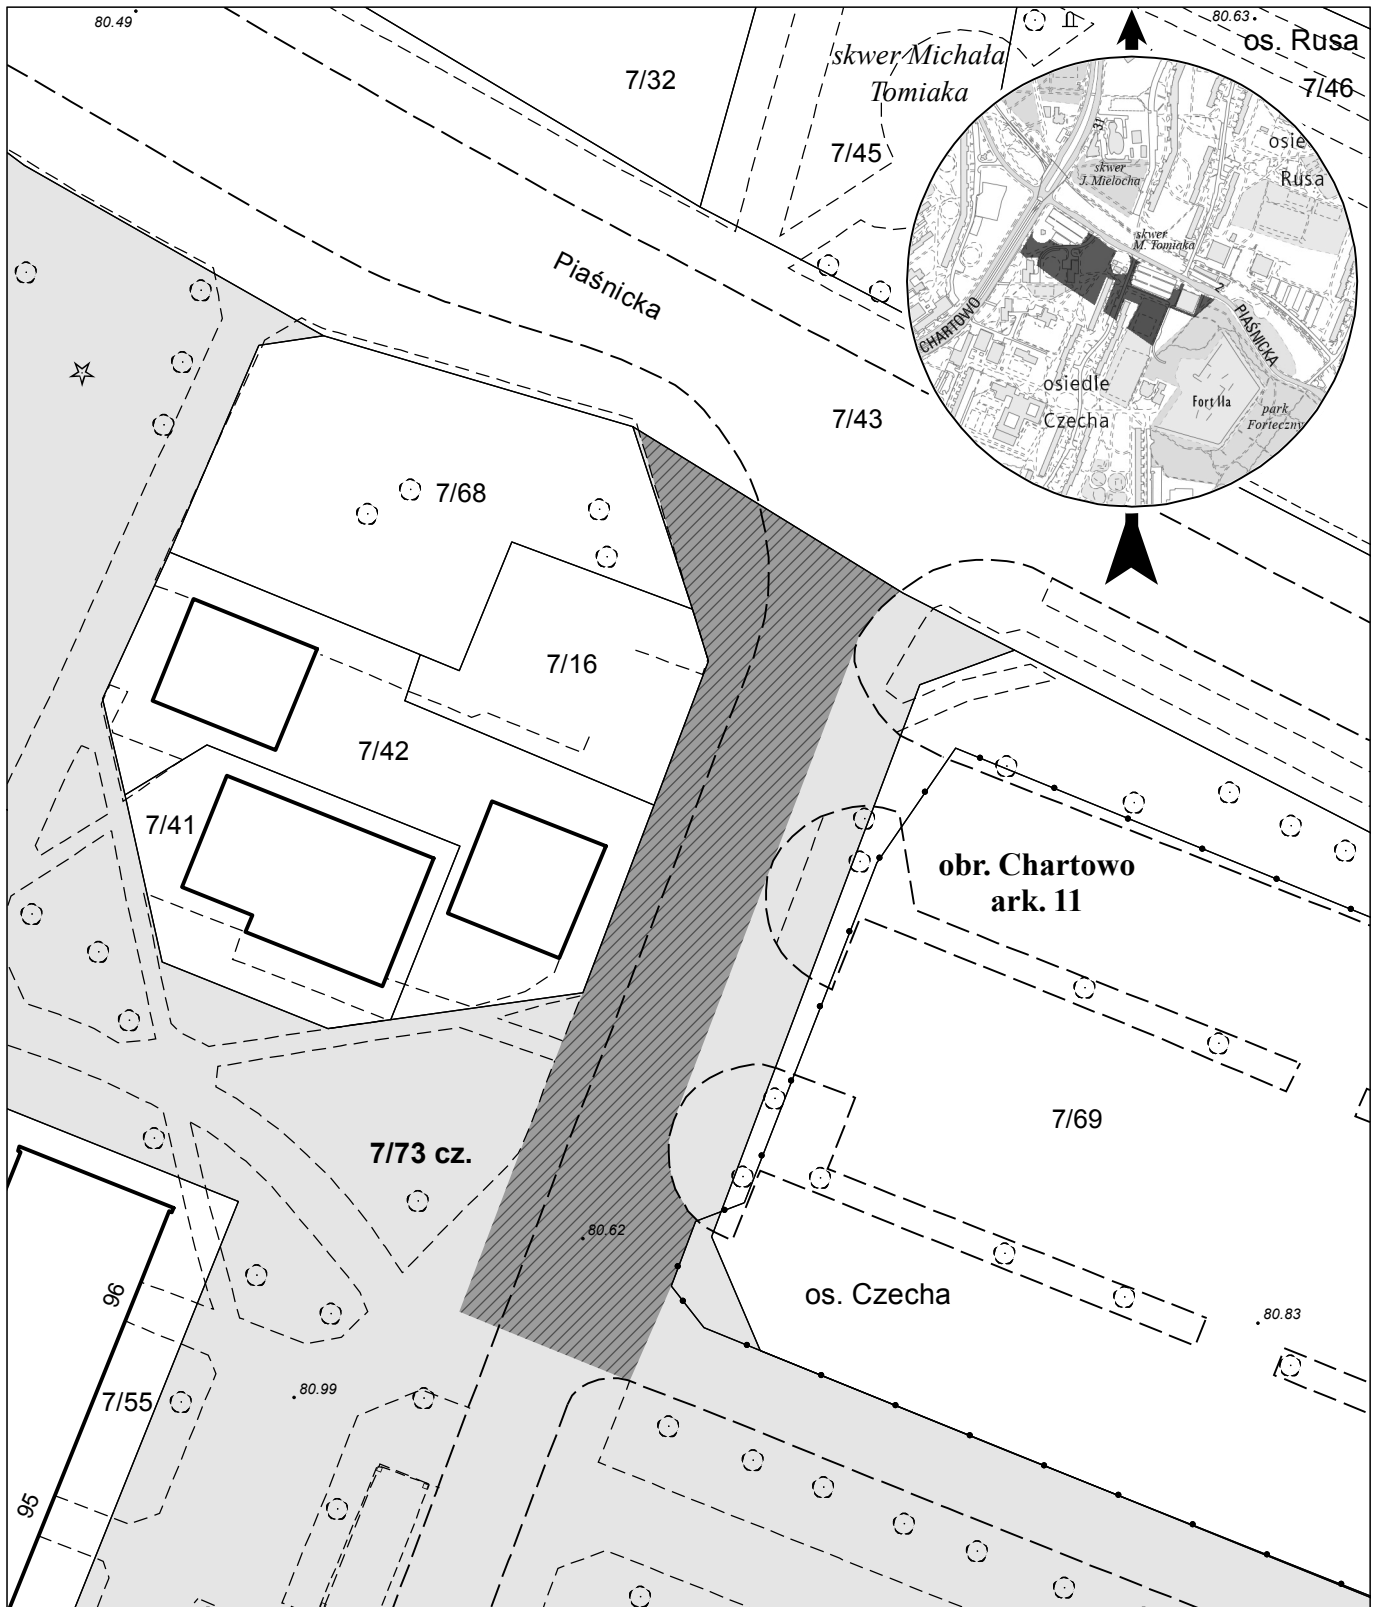 80.49
7/32
skwer Michała
Tomiaka
7/45
80.63
os. Rusa
7/46
31
skwer
J. Mielocha
osie
Rusa
skwer
M. Tomiaka
2
PIAŚNICKA
CHARTOWO
osiedle
Czecha
Fort IIa
park
Forteczny
Piaśnicka
7/43
7/68
7/16
7/42
7/41
obr. Chartowo
ark. 11
7/69
7/73 cz.
80.62
os. Czecha
80.83
96
80.99
7/55
95